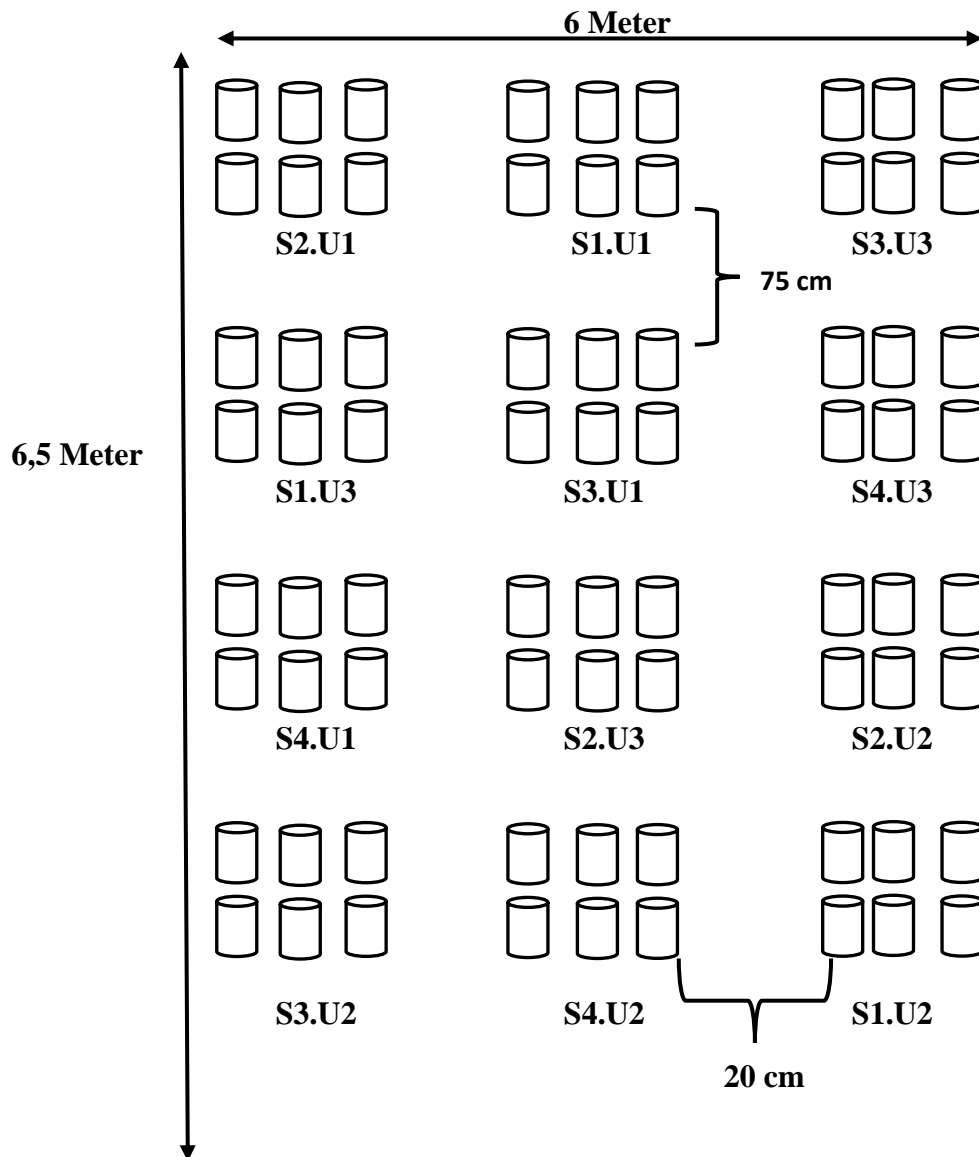 6 Meter
S2.U1 S1.U1 S3.U3
75 cm
6,5 Meter
S1.U3 S3.U1 S4.U3
S4.U1 S2.U3 S2.U2
S3.U2 S4.U2 S1.U2
20 cm